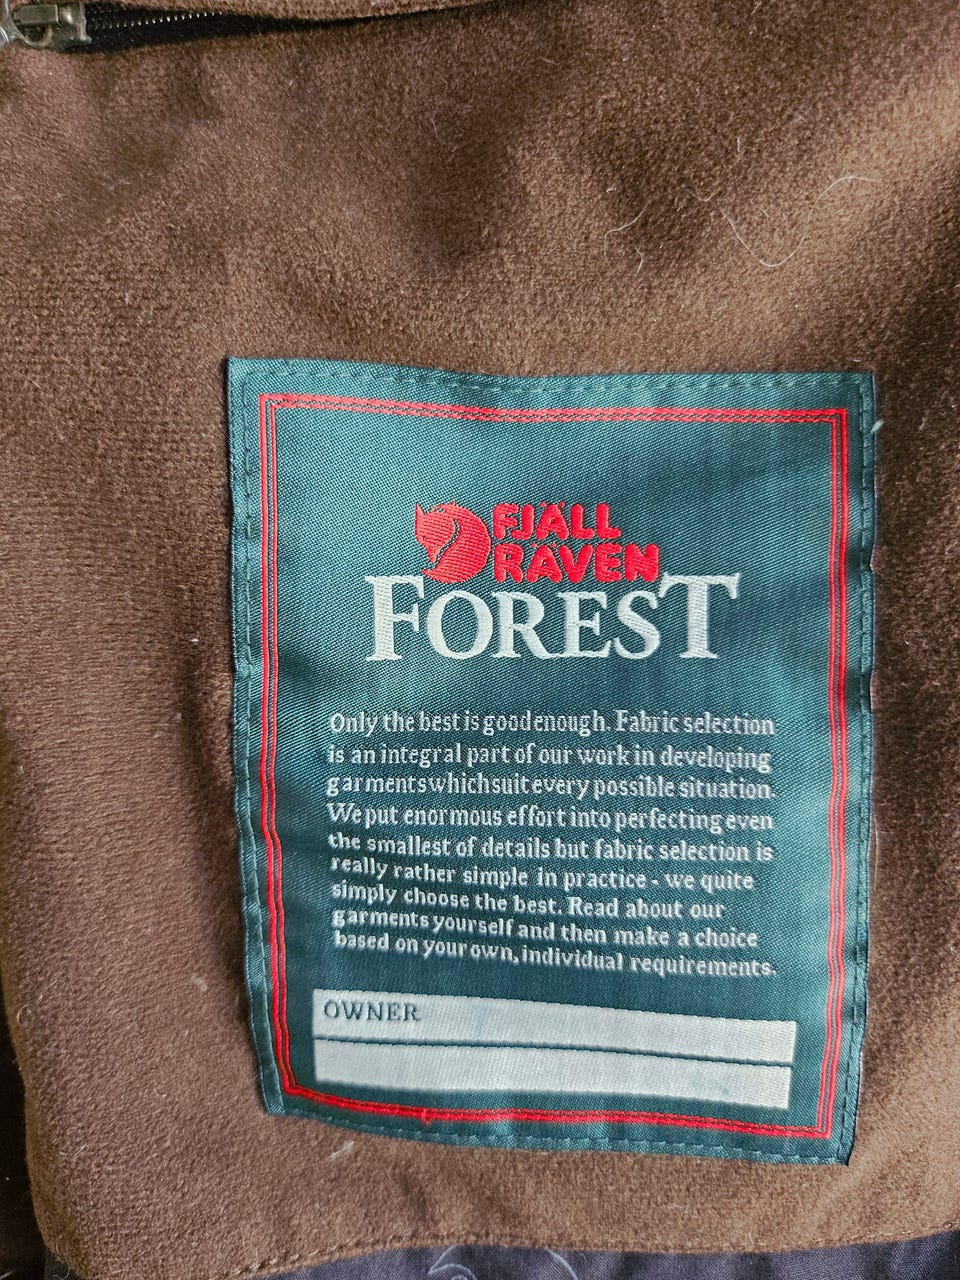 FJÄLL
RÄVEN
FOREST
Only the best is good enough. Fabric selection
is an integral part of our work in developing
garments which suit every possible situation.
We put enormous effort into perfecting even
the smallest of details but fabric selection is
really rather simple in practice - we quite
simply choose the best. Read about our
garments yourself and then make a choice
based on your own, individual requirements.
OWNER